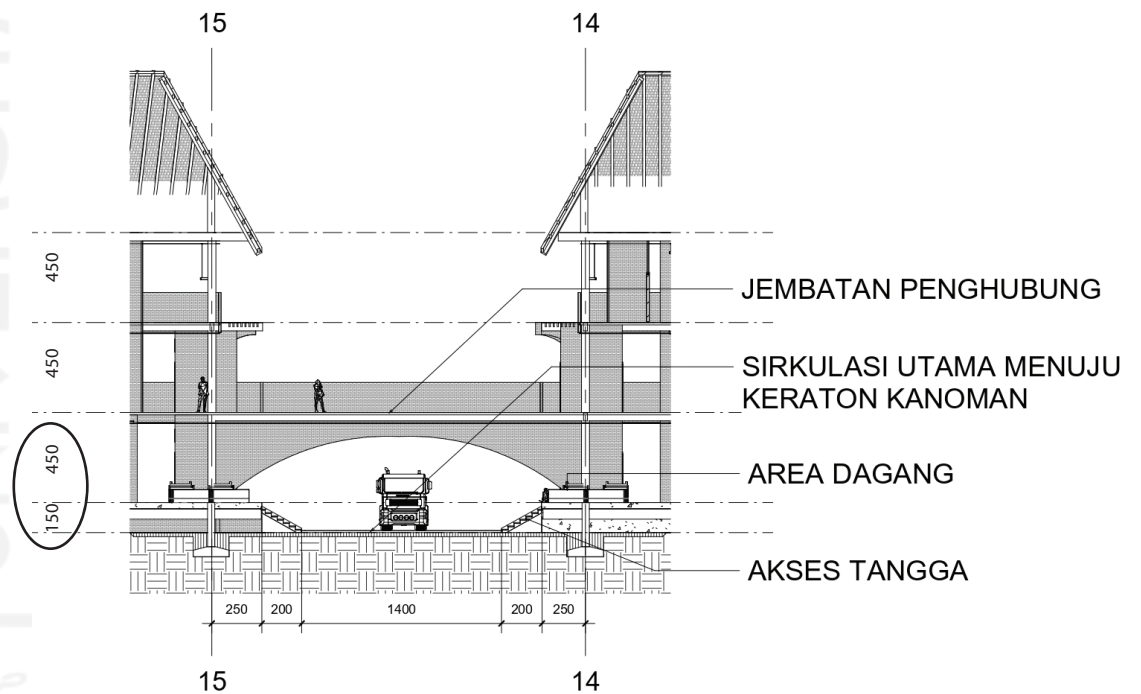 15 14
450
JEMBATAN PENGHUBUNG
450
SIRKULASI UTAMA MENUJU
KERATON KANOMAN
450
AREA DAGANG
150
AKSES TANGGA
250 200 1400 200 250
15 14